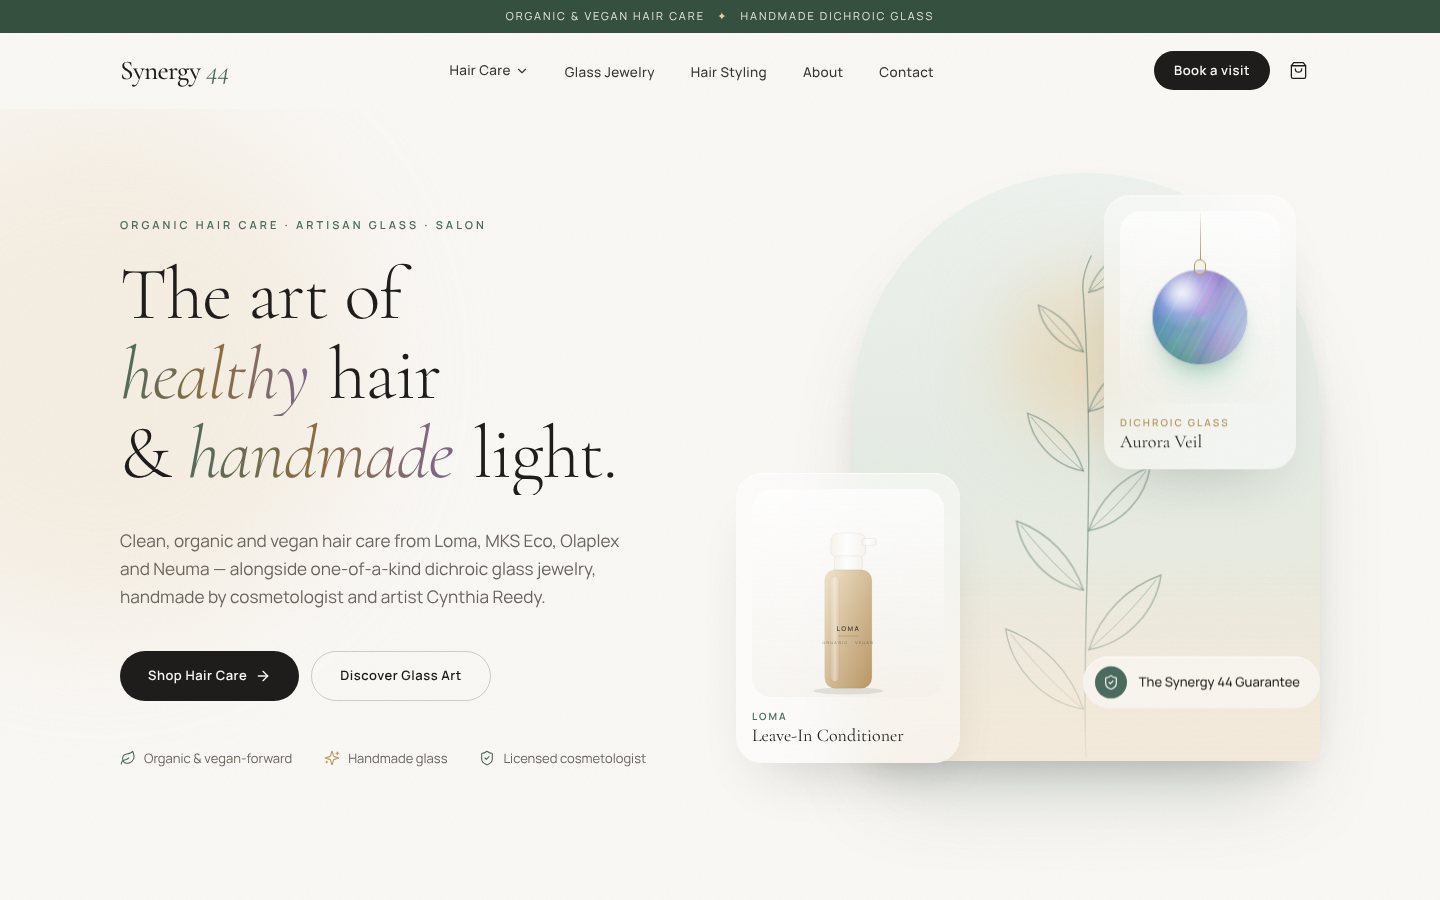 ORGANIC & VEGAN HAIR CARE ✦ HANDMADE DICHROIC GLASS
Synergy 44
Hair Care
Glass Jewelry
Hair Styling
About
Contact
Book a visit
ORGANIC HAIR CARE · ARTISAN GLASS · SALON
The art of
healthy hair
& handmade light.
Clean, organic and vegan hair care from Loma, MKS Eco, Olaplex
and Neuma — alongside one-of-a-kind dichroic glass jewelry,
handmade by cosmetologist and artist Cynthia Reedy.
Shop Hair Care
Discover Glass Art
Organic & vegan-forward
Handmade glass
Licensed cosmetologist
DICHROIC GLASS
Aurora Veil
LOMA
ORGANIC · VEGAN
LOMA
Leave-In Conditioner
The Synergy 44 Guarantee